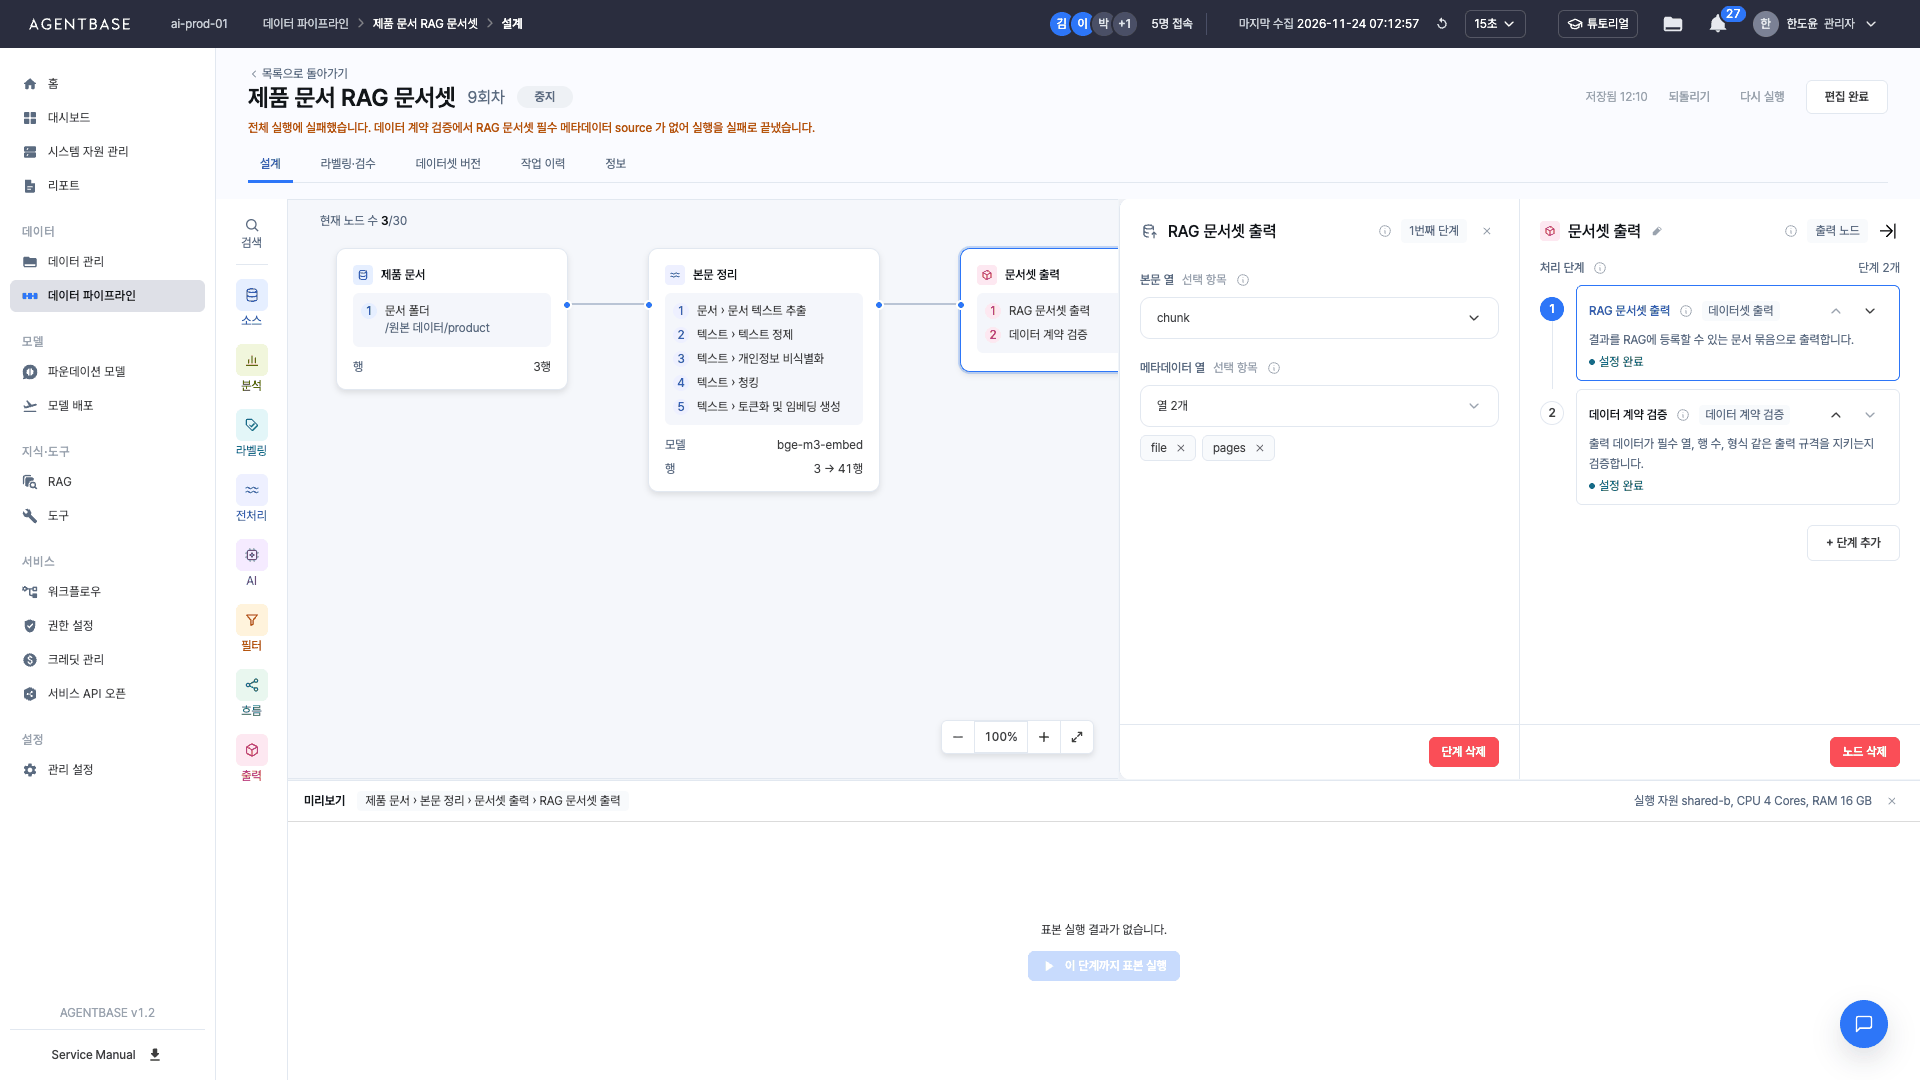 AGENTBASE
ai-prod-01
데이터 파이프라인 > 제품 문서 RAG 문서셋 > 설계
김 이 박 +1 5명 접속
마지막 수집 2026-11-24 07:12:57
15초
튜토리얼
27
한 한도윤 관리자
홈
대시보드
시스템 자원 관리
리포트
데이터
데이터 관리
데이터 파이프라인
모델
파운데이션 모델
모델 배포
지식·도구
RAG
도구
서비스
워크플로우
권한 설정
크레딧 관리
서비스 API 오픈
설정
관리 설정
AGENTBASE v1.2
Service Manual
목록으로 돌아가기
제품 문서 RAG 문서셋 9회차 중지
전체 실행에 실패했습니다. 데이터 계약 검증에서 RAG 문서셋 필수 메타데이터 source 가 없어 실행을 실패로 끝냈습니다.
저장됨 12:10 되돌리기 다시 실행 편집 완료
설계 라벨링·검수 데이터셋 버전 작업 이력 정보
검색
소스
분석
라벨링
전처리
AI
필터
흐름
출력
현재 노드 수 3/30
제품 문서
1 문서 폴더
/원본 데이터/product
행 3행
본문 정리
1 문서 › 문서 텍스트 추출
2 텍스트 › 텍스트 정제
3 텍스트 › 개인정보 비식별화
4 텍스트 › 청킹
5 텍스트 › 토큰화 및 임베딩 생성
모델 bge-m3-embed
행 3 → 41행
문서셋 출력
1 RAG 문서셋 출력
2 데이터 계약 검증
100%
RAG 문서셋 출력 1번째 단계
본문 열 선택 항목
chunk
메타데이터 열 선택 항목
열 2개
file pages
단계 삭제
문서셋 출력 출력 노드
처리 단계 단계 2개
1 RAG 문서셋 출력 데이터셋 출력
결과를 RAG에 등록할 수 있는 문서 묶음으로 출력합니다.
설정 완료
2 데이터 계약 검증 데이터 계약 검증
출력 데이터가 필수 열, 행 수, 형식 같은 출력 규격을 지키는지
검증합니다.
설정 완료
+ 단계 추가
노드 삭제
미리보기 제품 문서 › 본문 정리 › 문서셋 출력 › RAG 문서셋 출력
실행 자원 shared-b, CPU 4 Cores, RAM 16 GB
표본 실행 결과가 없습니다.
이 단계까지 표본 실행